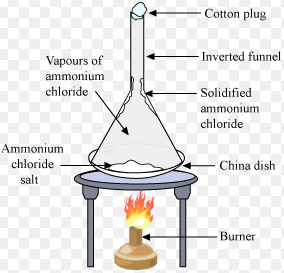 Cotton plug
Inverted funnel
Vapours of
ammonium
chloride
Solidified
ammonium
chloride
Ammonium
chloride
salt
China dish
Burner